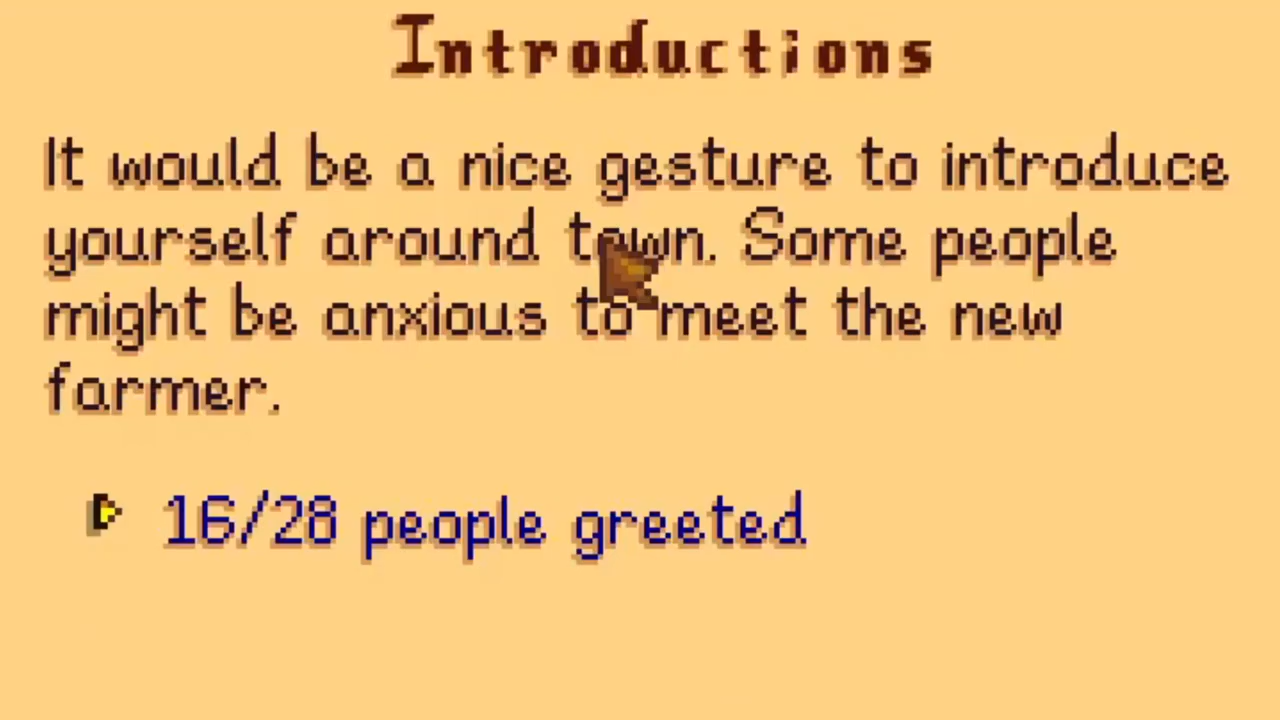 Introductions
It would be a nice gesture to introduce
yourself around town. Some people
might be anxious to meet the new
farmer.
16/28 people greeted